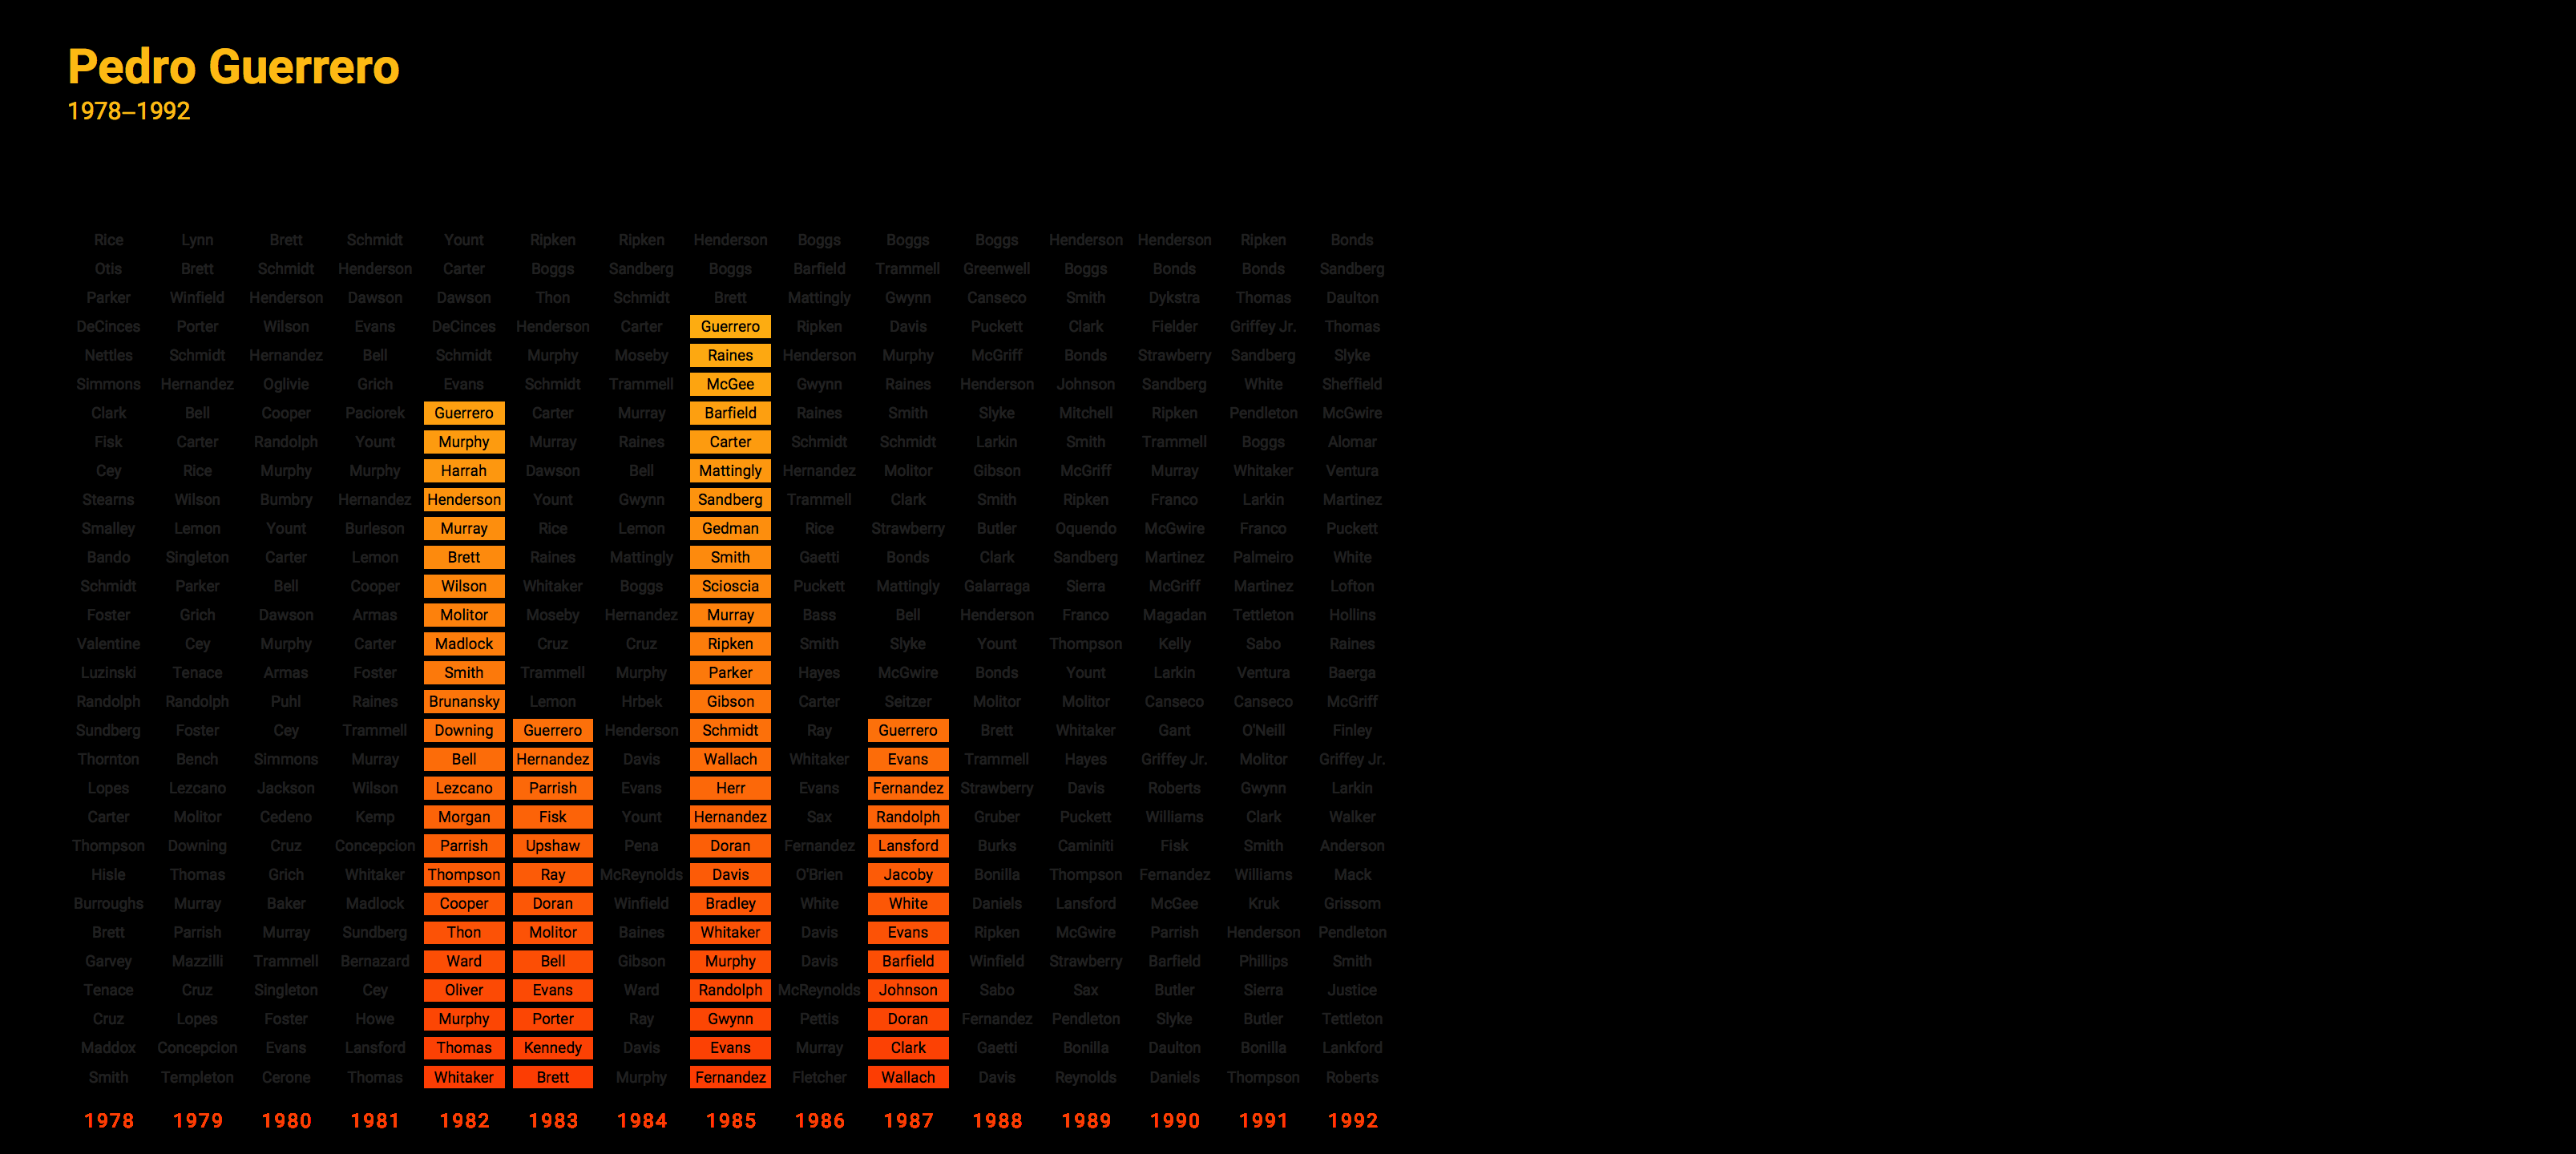 Pedro Guerrero
1978–1992
Rice Lynn Brett Schmidt Yount Ripken Ripken Henderson Boggs Boggs Boggs Henderson Henderson Ripken Bonds
Otis Brett Schmidt Henderson Carter Boggs Sandberg Boggs Barfield Trammell Greenwell Boggs Bonds Bonds Sandberg
Parker Winfield Henderson Dawson Dawson Thon Schmidt Brett Mattingly Gwynn Canseco Smith Dykstra Thomas Daulton
DeCinces Porter Wilson Evans DeCinces Henderson Carter Guerrero Ripken Davis Puckett Clark Fielder Griffey Jr. Thomas
Nettles Schmidt Hernandez Bell Schmidt Murphy Moseby Raines Henderson Murphy McGriff Bonds Strawberry Sandberg Slyke
Simmons Hernandez Oglivie Grich Evans Schmidt Trammell McGee Gwynn Raines Henderson Johnson Sandberg White Sheffield
Clark Bell Cooper Paciorek Guerrero Carter Murray Barfield Raines Smith Slyke Mitchell Ripken Pendleton McGwire
Fisk Carter Randolph Yount Murphy Murray Raines Carter Schmidt Schmidt Larkin Smith Trammell Boggs Alomar
Cey Rice Murphy Murphy Harrah Dawson Bell Mattingly Hernandez Molitor Gibson McGriff Murray Whitaker Ventura
Stearns Wilson Bumbry Hernandez Henderson Yount Gwynn Sandberg Trammell Clark Smith Ripken Franco Larkin Martinez
Smalley Lemon Yount Burleson Murray Rice Lemon Gedman Rice Strawberry Butler Oquendo McGwire Franco Puckett
Bando Singleton Carter Lemon Brett Raines Mattingly Smith Gaetti Bonds Clark Sandberg Martinez Palmeiro White
Schmidt Parker Bell Cooper Wilson Whitaker Boggs Scioscia Puckett Mattingly Galarraga Sierra McGriff Martinez Lofton
Foster Grich Dawson Armas Molitor Moseby Hernandez Murray Bass Bell Henderson Franco Magadan Tettleton Hollins
Valentine Cey Murphy Carter Madlock Cruz Cruz Ripken Smith Slyke Yount Thompson Kelly Sabo Raines
Luzinski Tenace Armas Foster Smith Trammell Murphy Parker Hayes McGwire Bonds Yount Larkin Ventura Baerga
Randolph Randolph Puhl Raines Brunansky Lemon Hrbek Gibson Carter Seitzer Molitor Molitor Canseco Canseco McGriff
Sundberg Foster Cey Trammell Downing Guerrero Henderson Schmidt Ray Guerrero Brett Whitaker Gant O'Neill Finley
Thornton Bench Simmons Murray Bell Hernandez Davis Wallach Whitaker Evans Trammell Hayes Griffey Jr. Molitor Griffey Jr.
Lopes Lezcano Jackson Wilson Lezcano Parrish Evans Herr Evans Fernandez Strawberry Davis Roberts Gwynn Larkin
Carter Molitor Cedeno Kemp Morgan Fisk Yount Hernandez Sax Randolph Gruber Puckett Williams Clark Walker
Thompson Downing Cruz Concepcion Parrish Upshaw Pena Doran Fernandez Lansford Burks Caminiti Fisk Smith Anderson
Hisle Thomas Grich Whitaker Thompson Ray McReynolds Davis O'Brien Jacoby Bonilla Thompson Fernandez Williams Mack
Burroughs Murray Baker Madlock Cooper Doran Winfield Bradley White White Daniels Lansford McGee Kruk Grissom
Brett Parrish Murray Sundberg Thon Molitor Baines Whitaker Davis Evans Ripken McGwire Parrish Henderson Pendleton
Garvey Mazzilli Trammell Bernazard Ward Bell Gibson Murphy Davis Barfield Winfield Strawberry Barfield Phillips Smith
Tenace Cruz Singleton Cey Oliver Evans Ward Randolph McReynolds Johnson Sabo Sax Butler Sierra Justice
Cruz Lopes Foster Howe Murphy Porter Ray Gwynn Pettis Doran Fernandez Pendleton Slyke Butler Tettleton
Maddox Concepcion Evans Lansford Thomas Kennedy Davis Evans Murray Clark Gaetti Bonilla Daulton Bonilla Lankford
Smith Templeton Cerone Thomas Whitaker Brett Murphy Fernandez Fletcher Wallach Davis Reynolds Daniels Thompson Roberts
1978 1979 1980 1981 1982 1983 1984 1985 1986 1987 1988 1989 1990 1991 1992